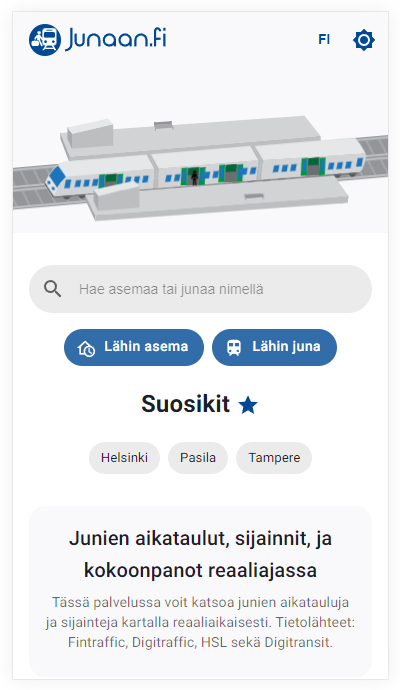 Junaan.fi
FI
Hae asemaa tai junaa nimellä
Lähin asema
Lähin juna
Suosikit
Helsinki
Pasila
Tampere
Junien aikataulut, sijainnit, ja
kokoonpanot reaaliajassa
Tässä palvelussa voit katsoa junien aikatauluja
ja sijainteja kartalla reaaliaikaisesti. Tietolähteet:
Fintraffic, Digitraffic, HSL sekä Digitransit.